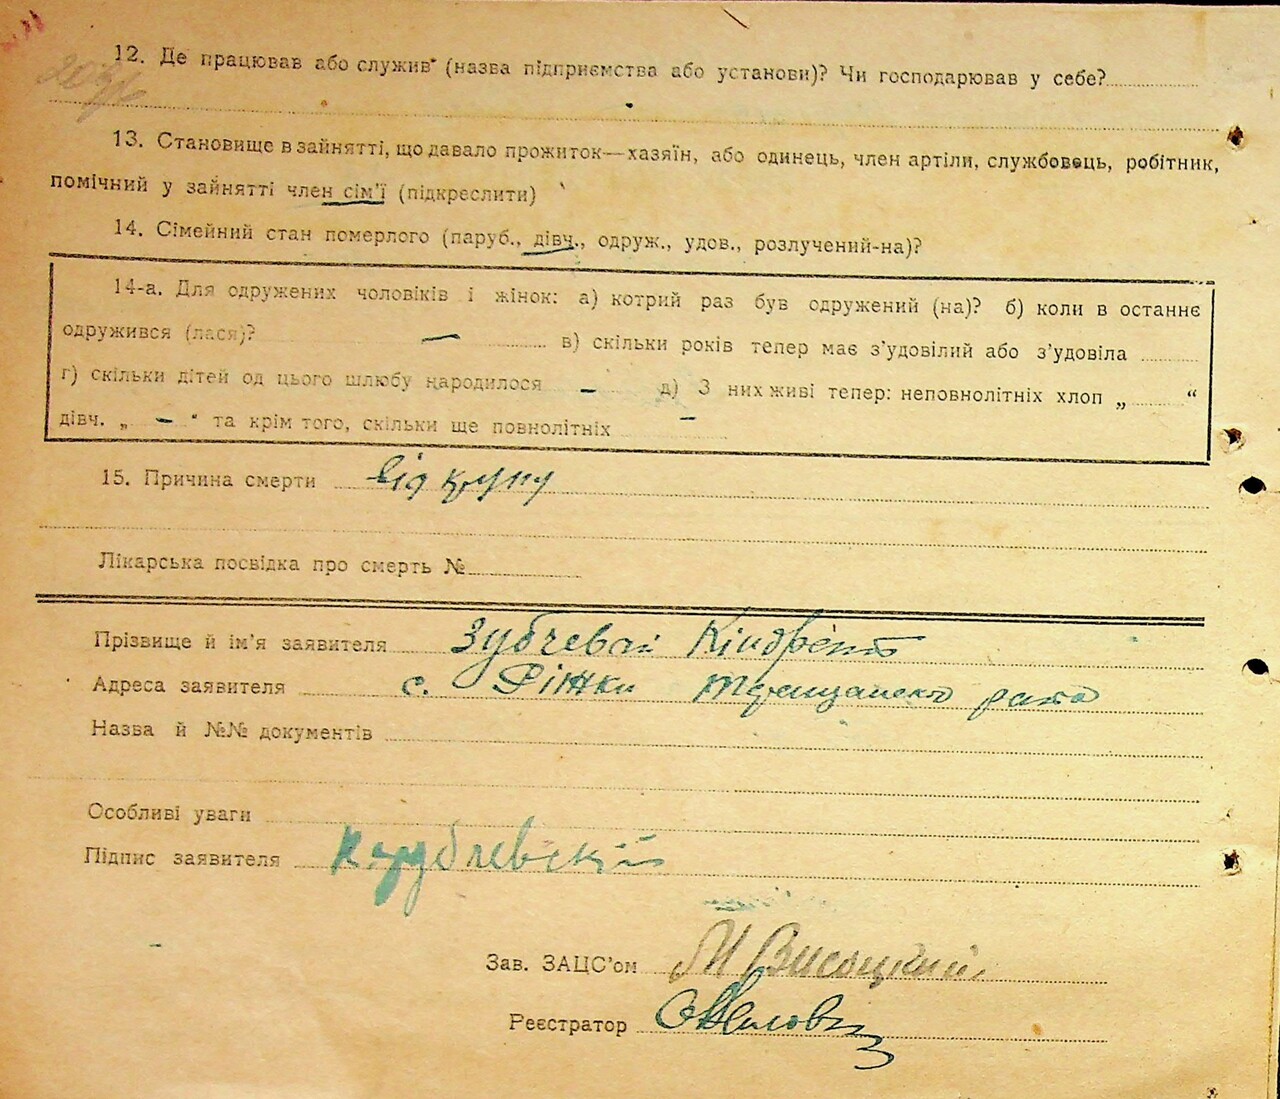 12. Де працював або служив (назва підприємства або установи)? Чи господарював у себе?
13. Становище в зайнятті, що давало прожиток—хазяїн, або одинець, член артіли, службовець, робітник,
помічний у зайнятті член сім'ї (підкреслити)
14. Сімейний стан померлого (паруб., дівч., одруж., удов., розлучений-на)?
14-а. Для одружених чоловіків і жінок: а) котрий раз був одружений (на)? б) коли в останнє
одружився (лася)? — в) скільки років тепер має з'удовілий або з'удовіла
г) скільки дітей од цього шлюбу народилося — д) З них живі тепер: неповнолітніх хлоп „ “
дівч. „ — “ та крім того, скільки ще повнолітніх —
15. Причина смерти від крупу
Лікарська посвідка про смерть №
Прізвище й ім'я заявителя Кіндрат
Адреса заявителя с. Ріжки
Назва й №№ документів
Особливі уваги
Підпис заявителя
Зав. ЗАЦС'ом М Висоцький
Реєстратор